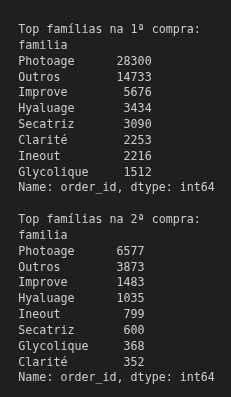 Top famílias na 1ª compra:
familia
Photoage 28300
Outros 14733
Improve 5676
Hyaluage 3434
Secatriz 3090
Clarité 2253
Ineout 2216
Glycolique 1512
Name: order_id, dtype: int64
Top famílias na 2ª compra:
familia
Photoage 6577
Outros 3873
Improve 1483
Hyaluage 1035
Ineout 799
Secatriz 600
Glycolique 368
Clarité 352
Name: order_id, dtype: int64